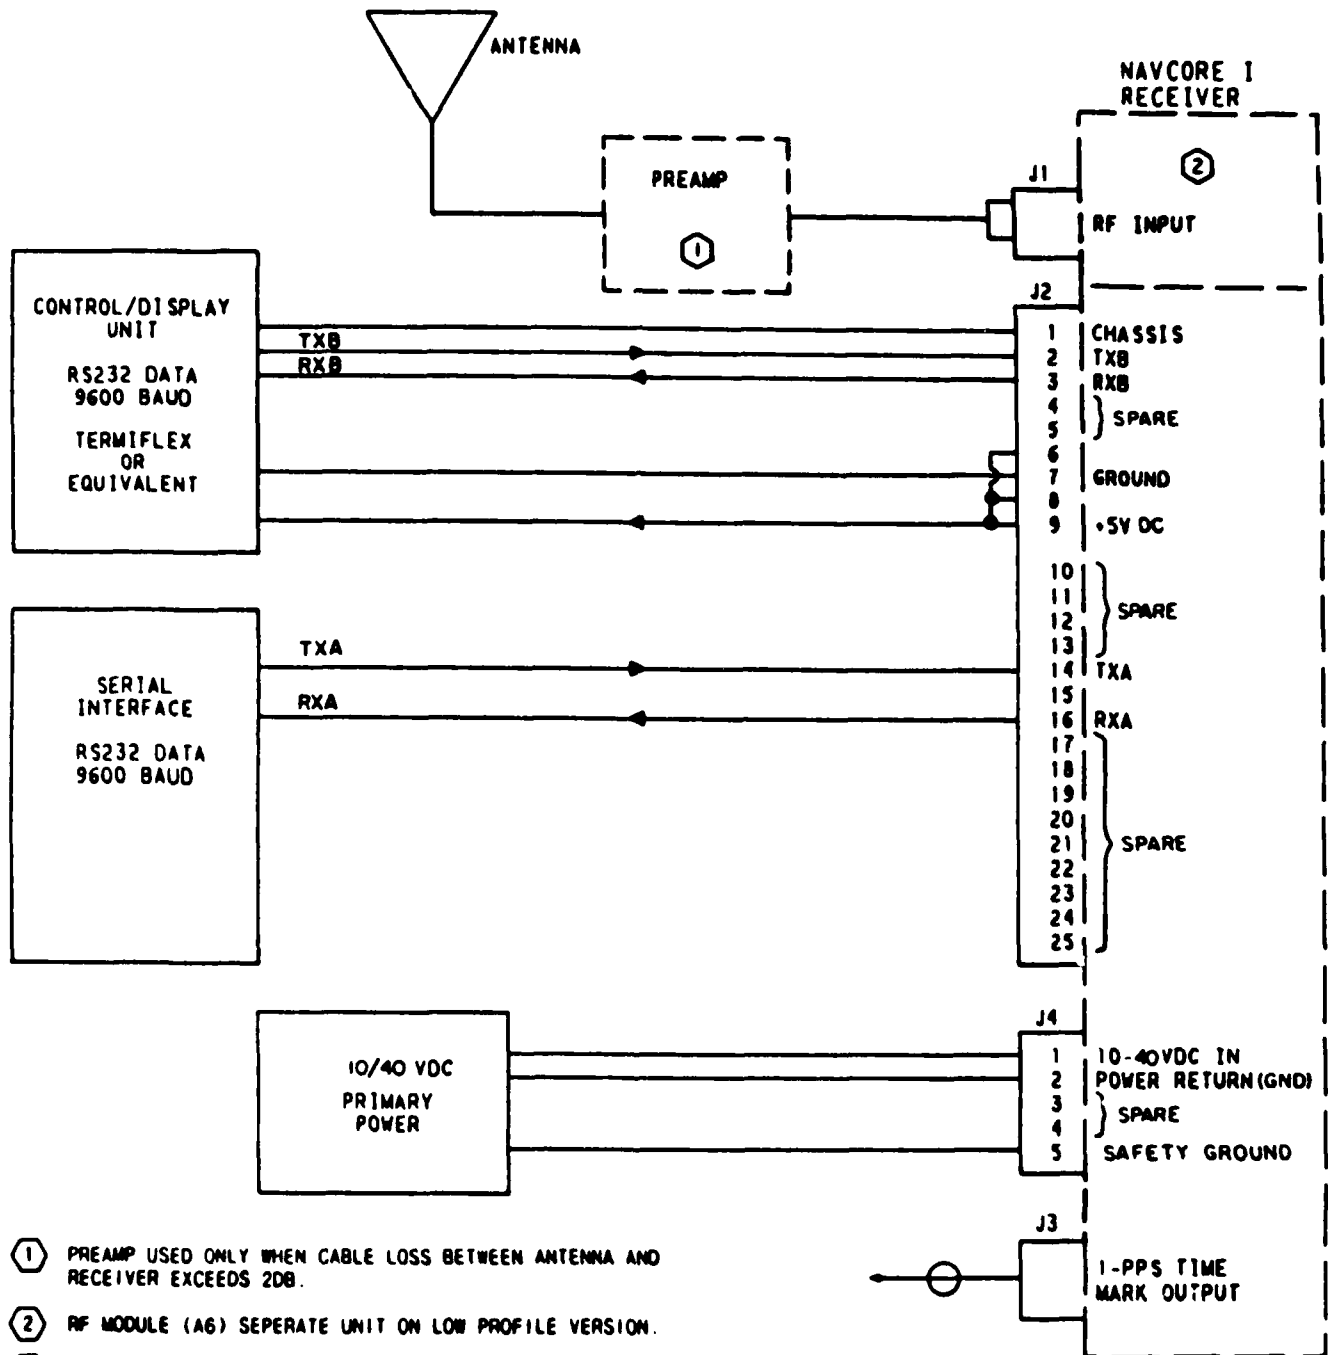 ANTENNA
NAVCORE I
RECEIVER
PREAMP
1
2
J1
RF INPUT
CONTROL/DISPLAY
UNIT
RS232 DATA
9600 BAUD
TERMIFLEX
OR
EQUIVALENT
TXB
RXB
J2
1 CHASSIS
2 TXB
3 RXB
4
5
SPARE
6
7 GROUND
8
9 +5V DC
10
11
12
13
SPARE
14 TXA
15
16 RXA
17
18
19
20
21
22
23
24
25
SPARE
SERIAL
INTERFACE
RS232 DATA
9600 BAUD
TXA
RXA
10/40 VDC
PRIMARY
POWER
J4
1 10-40VDC IN
2 POWER RETURN(GND)
3
4
SPARE
5 SAFETY GROUND
J3
1-PPS TIME
MARK OUTPUT
1 PREAMP USED ONLY WHEN CABLE LOSS BETWEEN ANTENNA AND
RECEIVER EXCEEDS 2DB.
2 RF MODULE (A6) SEPERATE UNIT ON LOW PROFILE VERSION.